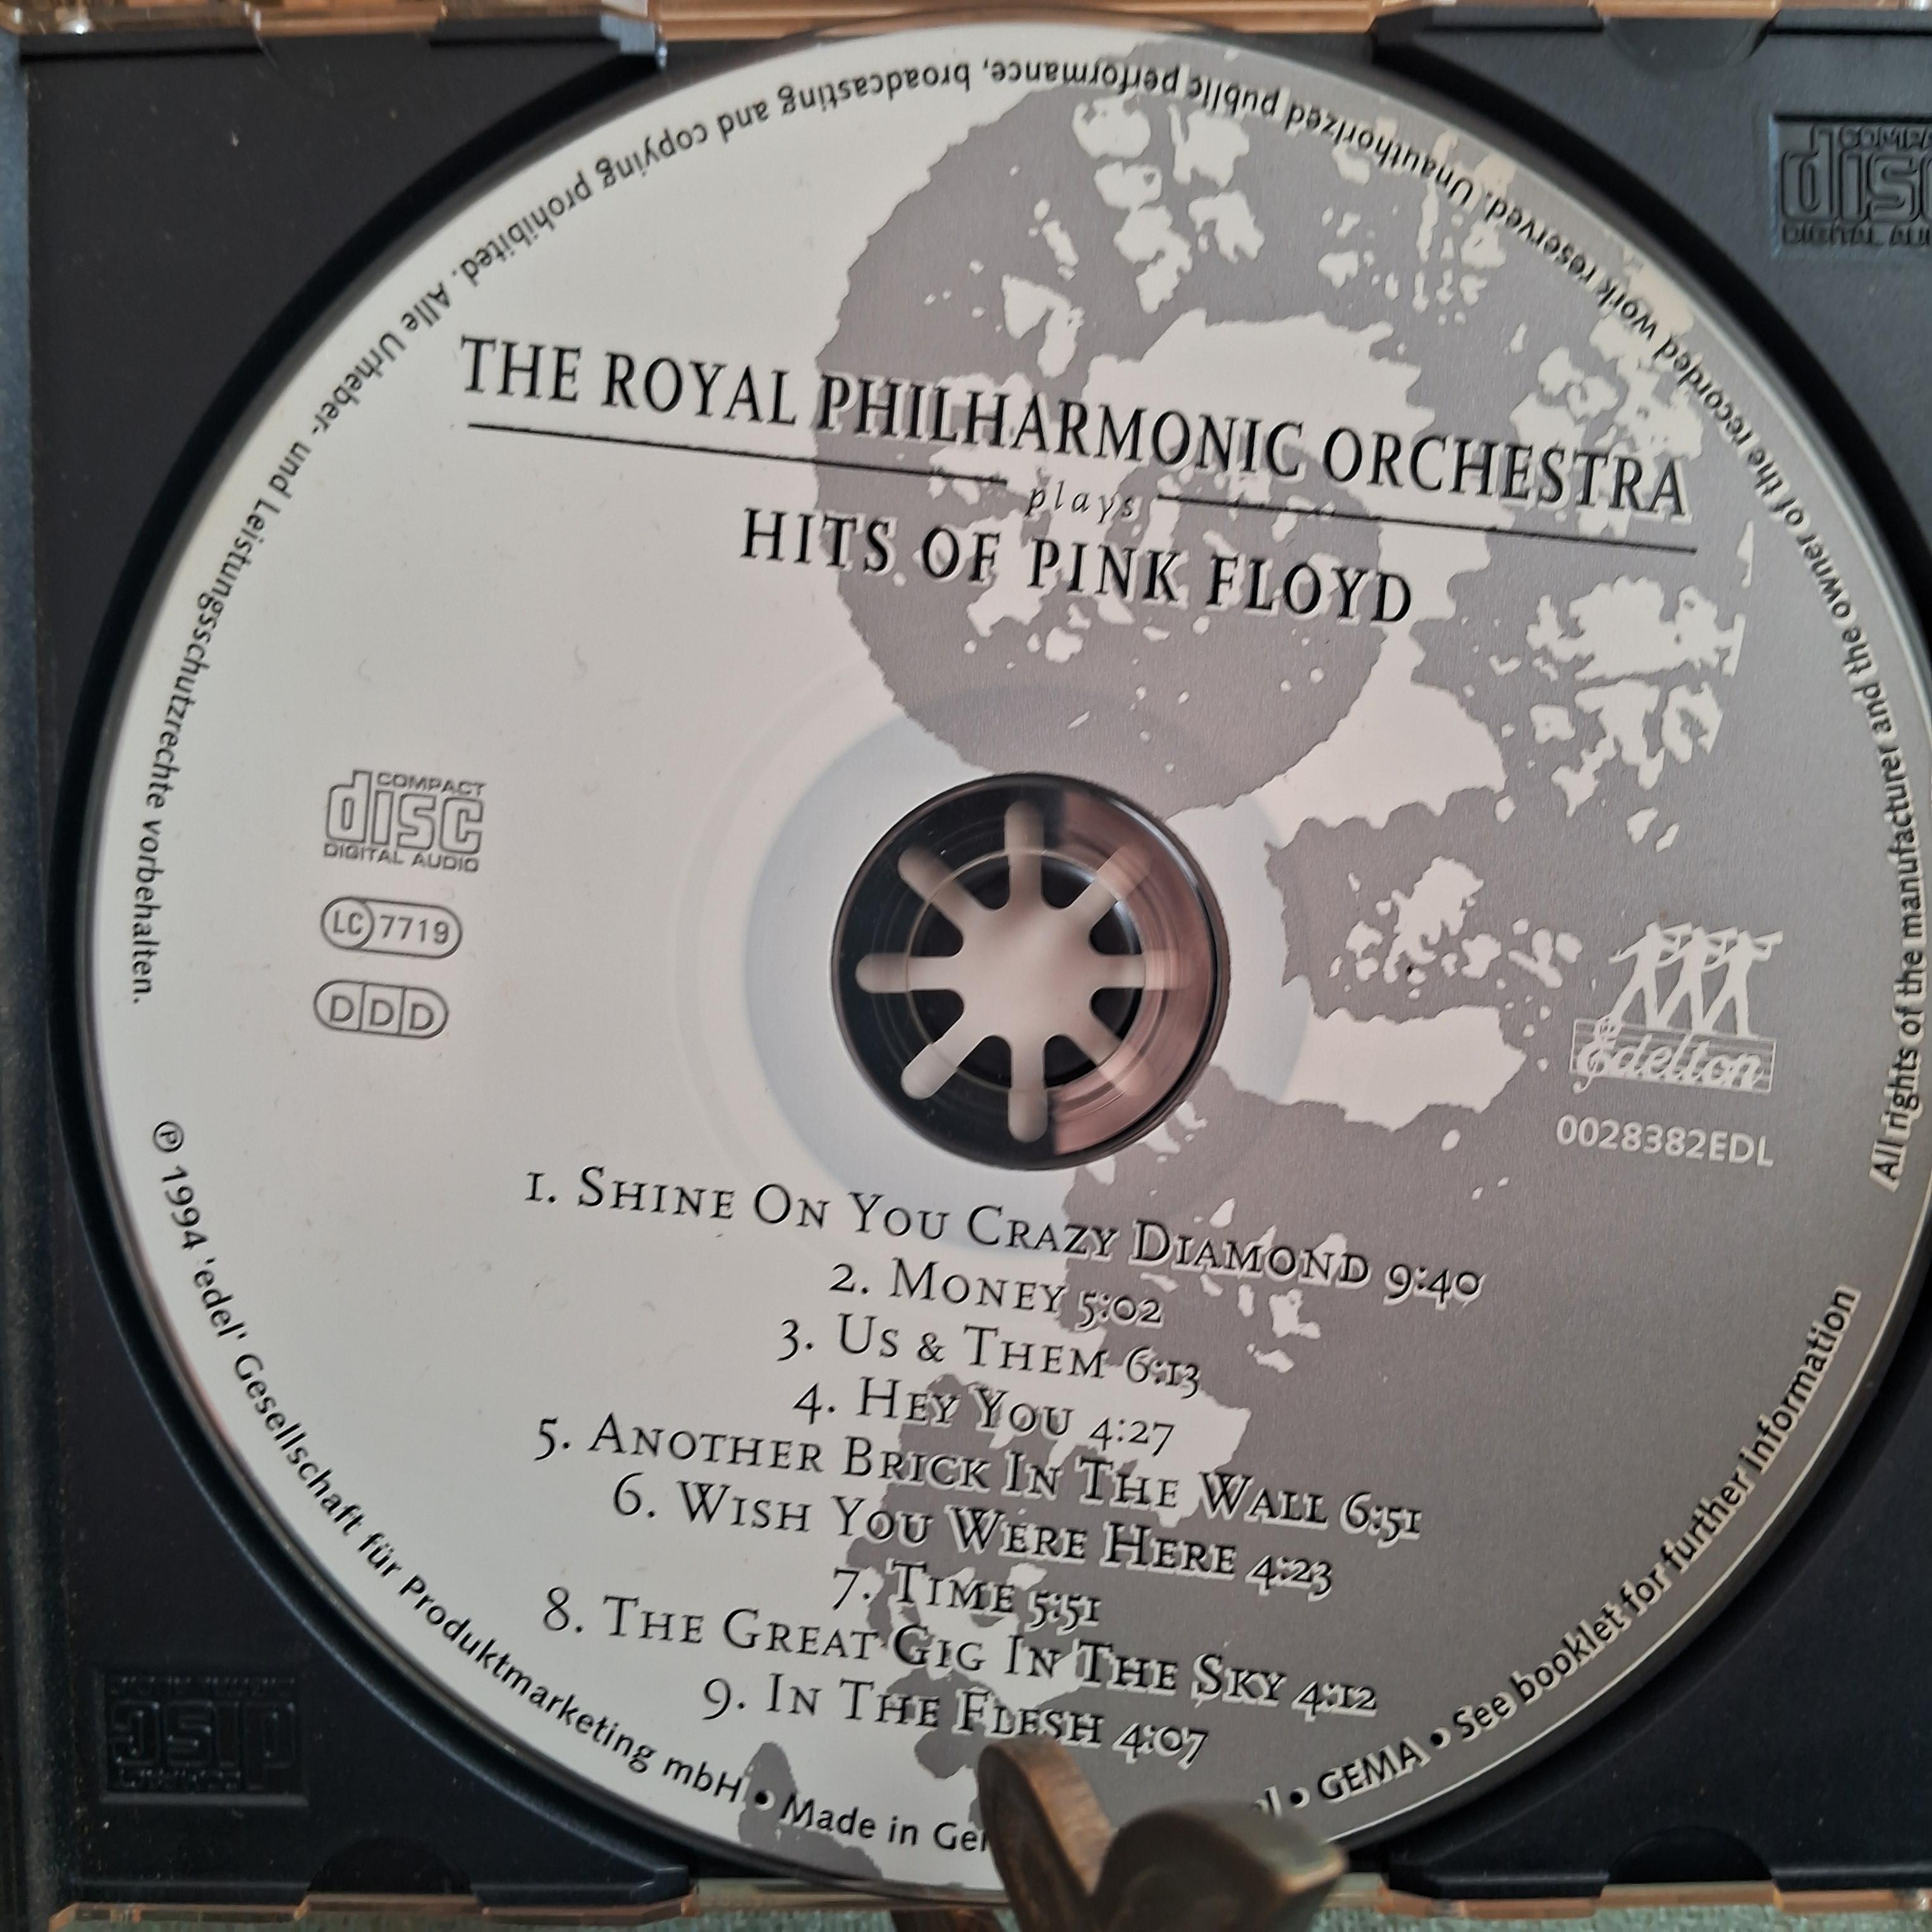 THE ROYAL PHILHARMONIC ORCHESTRA
plays
HITS OF PINK FLOYD
COMPACT
disc
DIGITAL AUDIO
LC 7719
DDD
Edelton
0028382EDL
1. SHINE ON YOU CRAZY DIAMOND 9:40
2. MONEY 5:02
3. US & THEM 6:13
4. HEY YOU 4:27
5. ANOTHER BRICK IN THE WALL 6:51
6. WISH YOU WERE HERE 4:23
7. TIME 5:51
8. THE GREAT GIG IN THE SKY 4:12
9. IN THE FLESH 4:07
℗ 1994 'edel' Gesellschaft für Produktmarketing mbH • Made in • GEMA • See booklet for further information
All rights of the manufacturer and the owner of the recorded work reserved. Unauthorized public performance, broadcasting and copying prohibited. Alle Urheber- und Leistungsschutzrechte vorbehalten.
disc
DIGITAL
disc